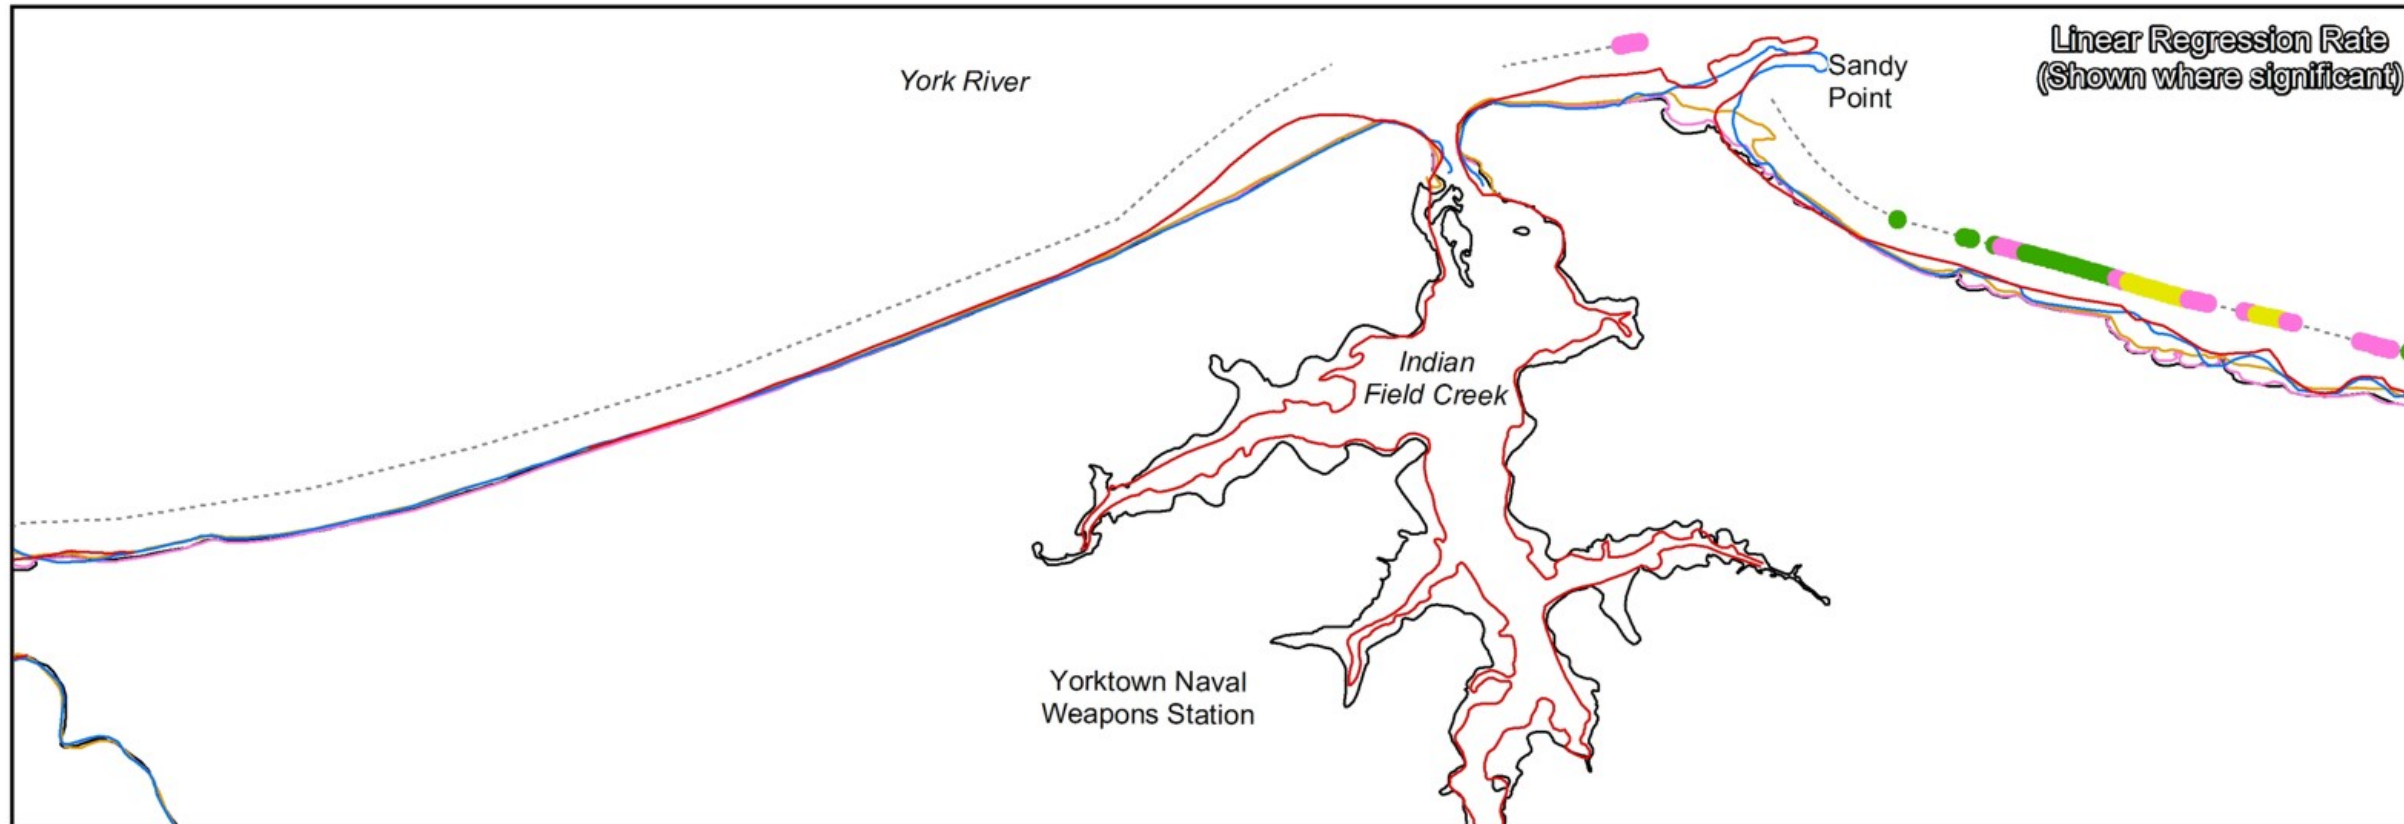 Linear Regression Rate
(Shown where significant)
York River
Sandy
Point
Indian
Field Creek
Yorktown Naval
Weapons Station